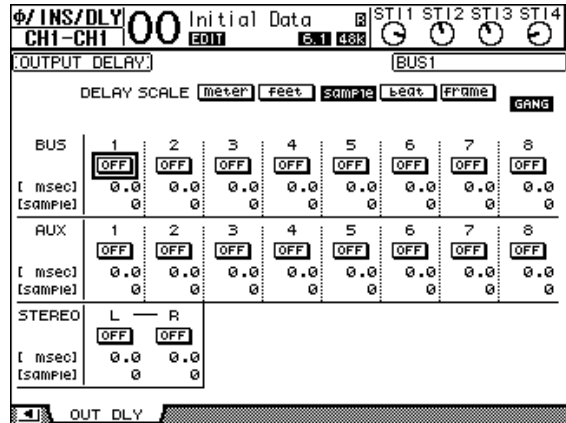 Φ/INS/DLY 00 Initial Data STI1 STI2 STI3 STI4
CH1-CH1 EDIT 6.1 48K
OUTPUT DELAY BUS1
DELAY SCALE meter feet sample beat frame
GANG
BUS 1 2 3 4 5 6 7 8
OFF OFF OFF OFF OFF OFF OFF OFF
[ msec] 0.0 0.0 0.0 0.0 0.0 0.0 0.0 0.0
[sample] 0 0 0 0 0 0 0 0
AUX 1 2 3 4 5 6 7 8
OFF OFF OFF OFF OFF OFF OFF OFF
[ msec] 0.0 0.0 0.0 0.0 0.0 0.0 0.0 0.0
[sample] 0 0 0 0 0 0 0 0
STEREO L — R
OFF OFF
[ msec] 0.0 0.0
[sample] 0 0
OUT DLY